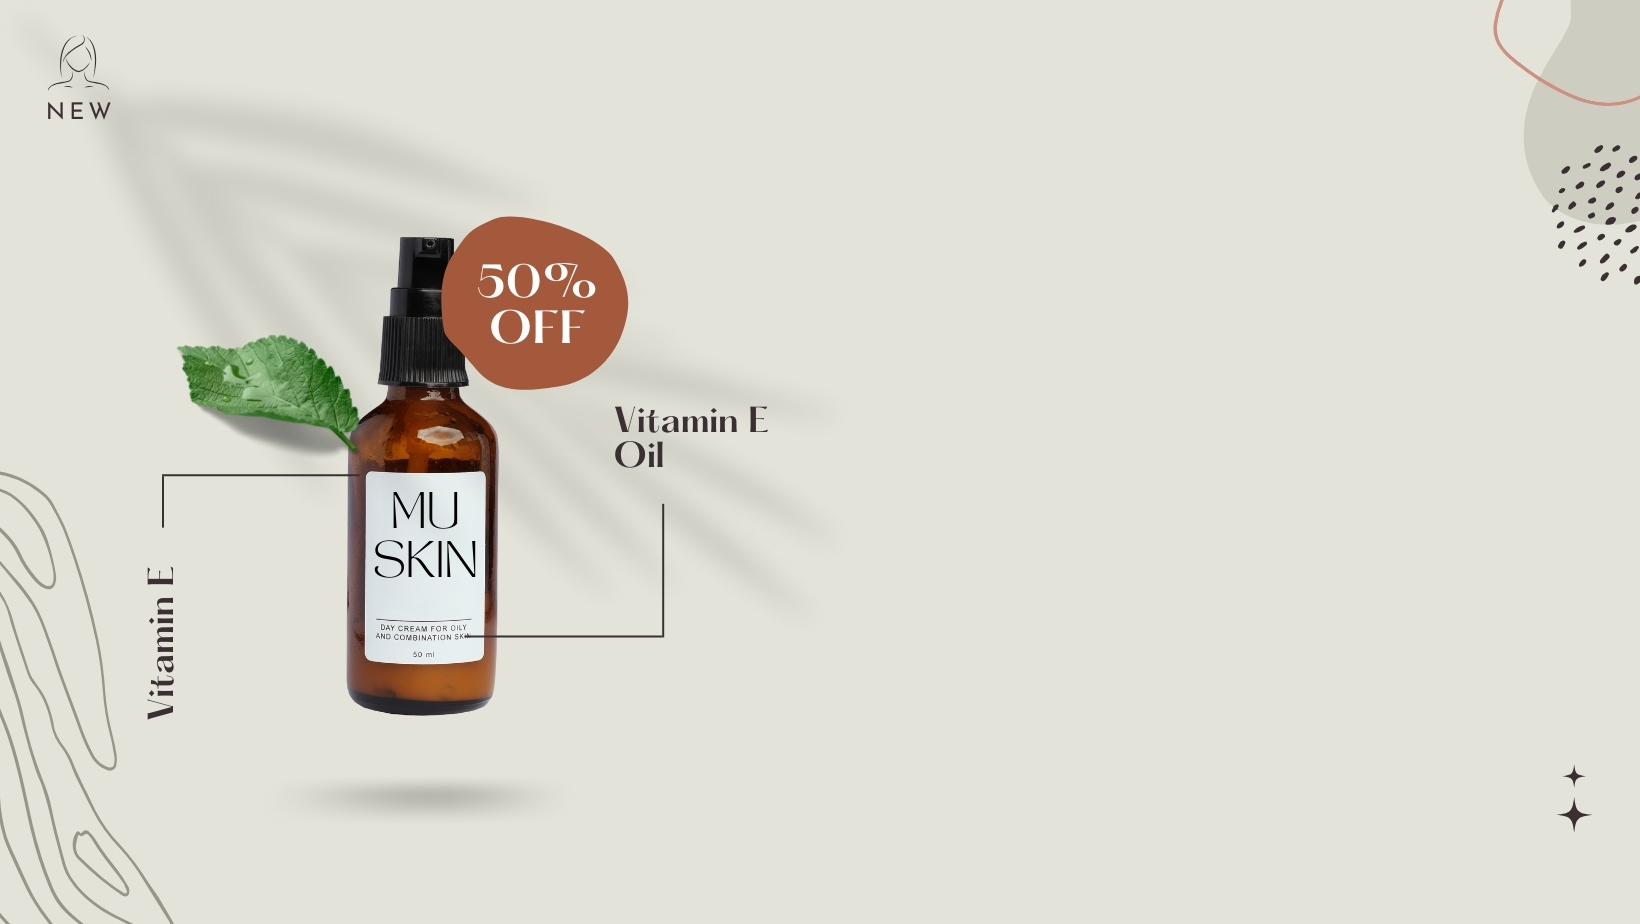 NEW
50%
OFF
Vitamin E
Oil
MU
SKIN
DAY CREAM FOR OILY
AND COMBINATION SKIN
50 ml
Vitamin E